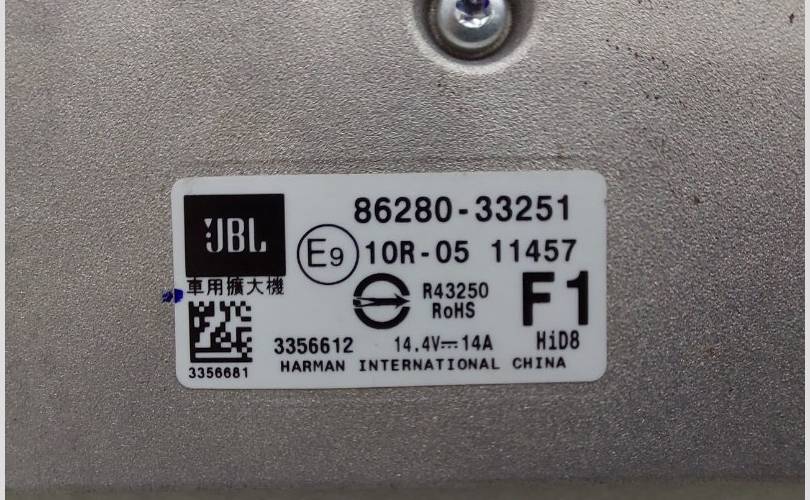 86280-33251
JBL
E9 10R-05 11457
車用擴大機
R43250
RoHS
F1
3356612 14.4V⎓14A HiD8
3356681
HARMAN INTERNATIONAL CHINA